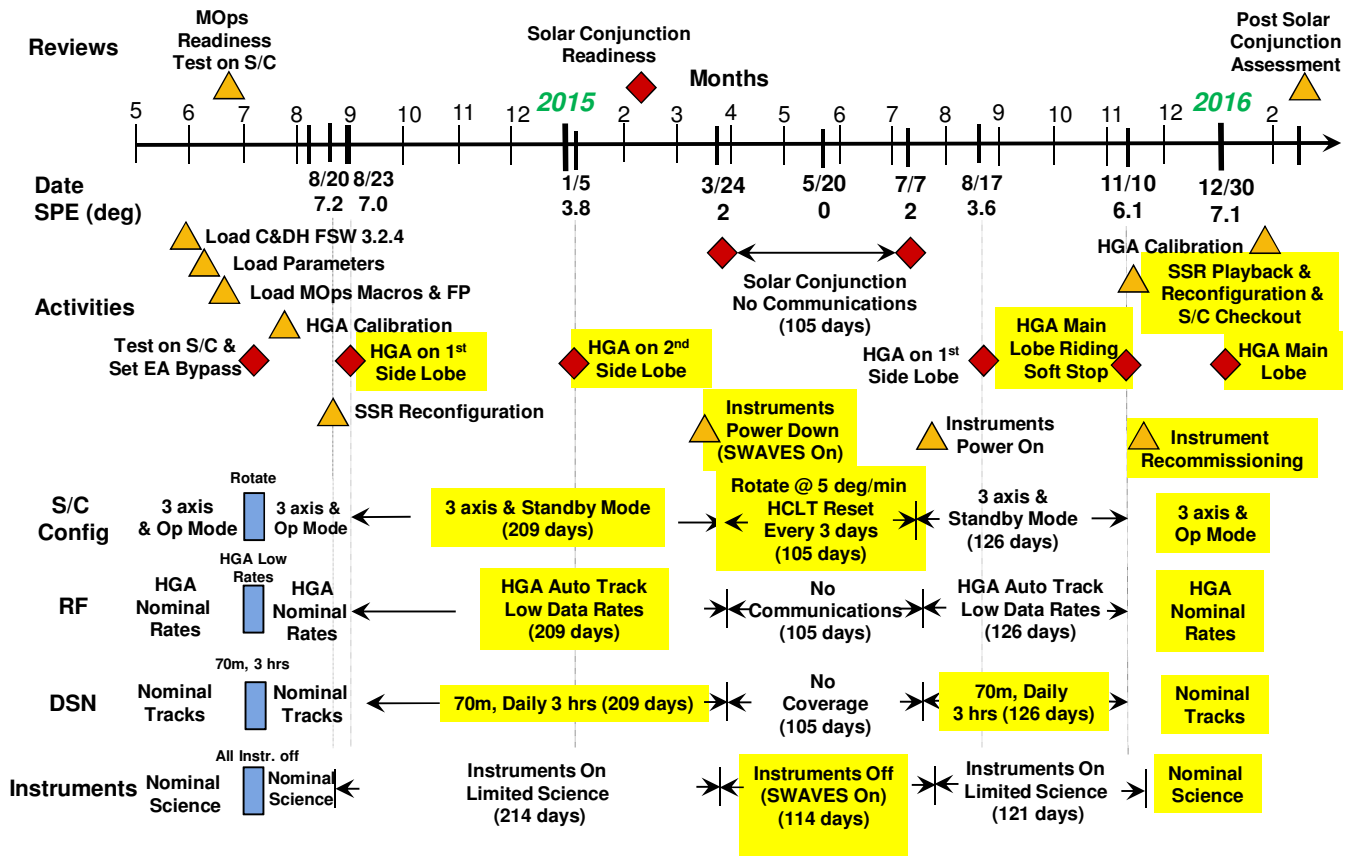 MOps
Readiness
Test on S/C
Reviews
Solar Conjunction
Readiness
Post Solar
Conjunction
Assessment
Months
5 6 7 8 9 10 11 12 2015 2 3 4 5 6 7 8 9 10 11 12 2016 2
Date
SPE (deg)
8/20
7.2
8/23
7.0
1/5
3.8
3/24
2
5/20
0
7/7
2
8/17
3.6
11/10
6.1
12/30
7.1
Activities
Load C&DH FSW 3.2.4
Load Parameters
Load MOps Macros & FP
HGA Calibration
Test on S/C &
Set EA Bypass
HGA on 1st
Side Lobe
SSR Reconfiguration
HGA on 2nd
Side Lobe
Solar Conjunction
No Communications
(105 days)
Instruments
Power Down
(SWAVES On)
HGA on 1st
Side Lobe
Instruments
Power On
HGA Main
Lobe Riding
Soft Stop
HGA Calibration
SSR Playback &
Reconfiguration &
S/C Checkout
HGA Main
Lobe
Instrument
Recommissioning
S/C
Config
3 axis
& Op Mode
Rotate
3 axis &
Op Mode
3 axis & Standby Mode
(209 days)
Rotate @ 5 deg/min
HCLT Reset
Every 3 days
(105 days)
3 axis &
Standby Mode
(126 days)
3 axis &
Op Mode
RF
HGA
Nominal
Rates
HGA Low
Rates
HGA
Nominal
Rates
HGA Auto Track
Low Data Rates
(209 days)
No
Communications
(105 days)
HGA Auto Track
Low Data Rates
(126 days)
HGA
Nominal
Rates
DSN
Nominal
Tracks
70m, 3 hrs
Nominal
Tracks
70m, Daily 3 hrs (209 days)
No
Coverage
(105 days)
70m, Daily
3 hrs (126 days)
Nominal
Tracks
Instruments
Nominal
Science
All Instr. off
Nominal
Science
Instruments On
Limited Science
(214 days)
Instruments Off
(SWAVES On)
(114 days)
Instruments On
Limited Science
(121 days)
Nominal
Science